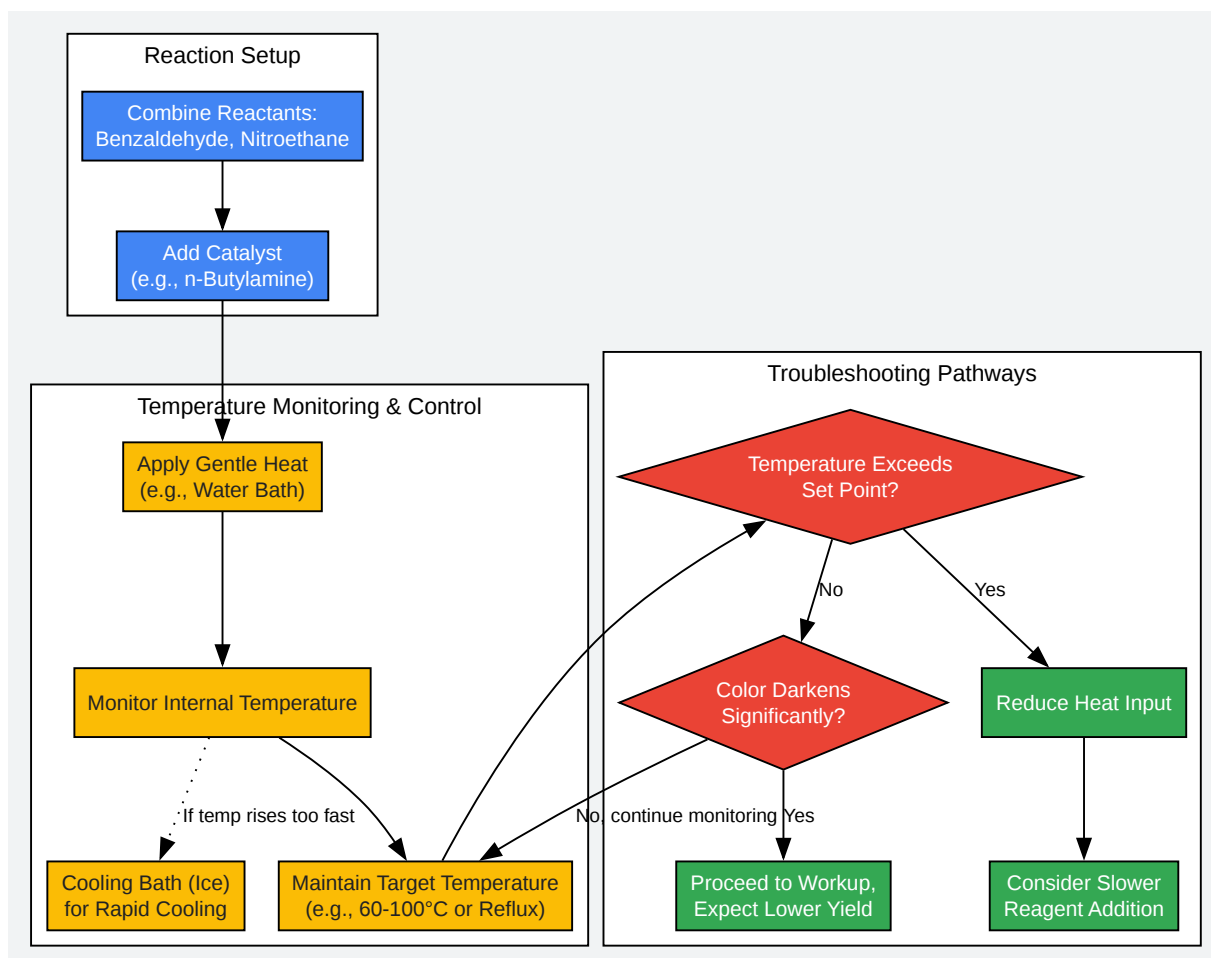 Reaction Setup
Combine Reactants:
Benzaldehyde, Nitroethane
Add Catalyst
(e.g., n-Butylamine)
Temperature Monitoring & Control
Apply Gentle Heat
(e.g., Water Bath)
Monitor Internal Temperature
If temp rises too fast
Cooling Bath (Ice)
for Rapid Cooling
Maintain Target Temperature
(e.g., 60-100°C or Reflux)
Troubleshooting Pathways
Temperature Exceeds
Set Point?
No
Yes
Color Darkens
Significantly?
Reduce Heat Input
No, continue monitoring
Yes
Proceed to Workup,
Expect Lower Yield
Consider Slower
Reagent Addition